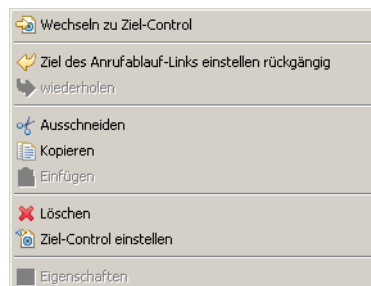 Wechseln zu Ziel-Control
Ziel des Anrufablauf-Links einstellen rückgängig
wiederholen
Ausschneiden
Kopieren
Einfügen
Löschen
Ziel-Control einstellen
Eigenschaften